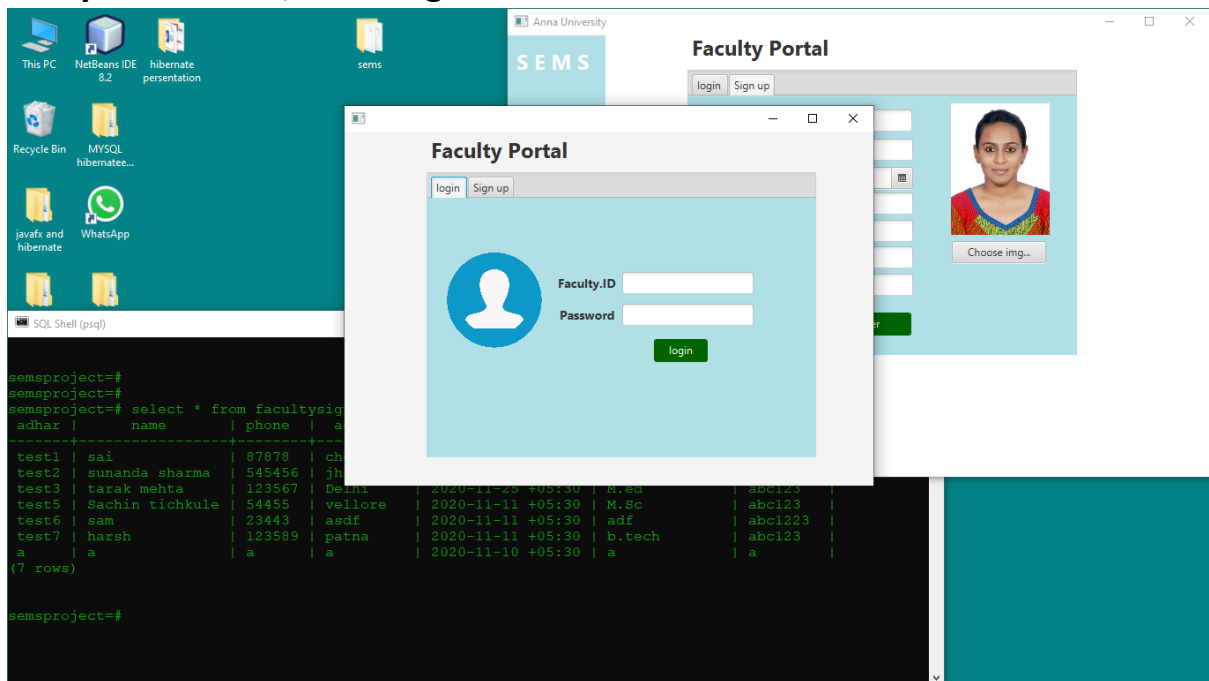 This PC
NetBeans IDE
8.2
hibernate
persentation
sems
Recycle Bin
MYSQL
hibernatee...
javafx and
hibernate
WhatsApp
Anna University
SEMS
Faculty Portal
login Sign up
Choose img...
Faculty Portal
login Sign up
Faculty.ID
Password
login
SQL Shell (psql)
semsproject=#
semsproject=#
semsproject=# select * from facultysig
adhar | name | phone | a
test1 | sai | 87878 | ch
test2 | sunanda sharma | 545456 | jh
test3 | tarak mehta | 123567 | Delhi | 2020-11-25 +05:30 | M.ed | abc123 |
test5 | Sachin tichkule | 54455 | vellore | 2020-11-11 +05:30 | M.Sc | abc123 |
test6 | sam | 23443 | asdf | 2020-11-11 +05:30 | adf | abc1223 |
test7 | harsh | 123589 | patna | 2020-11-11 +05:30 | b.tech | abc123 |
a | a | a | a | 2020-11-10 +05:30 | a | a |
(7 rows)
semsproject=#